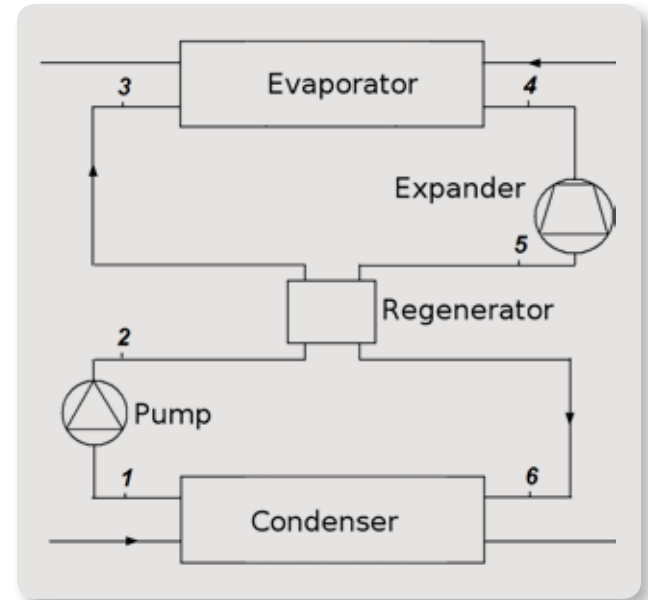 Evaporator
3
4
Expander
5
Regenerator
2
Pump
1
6
Condenser